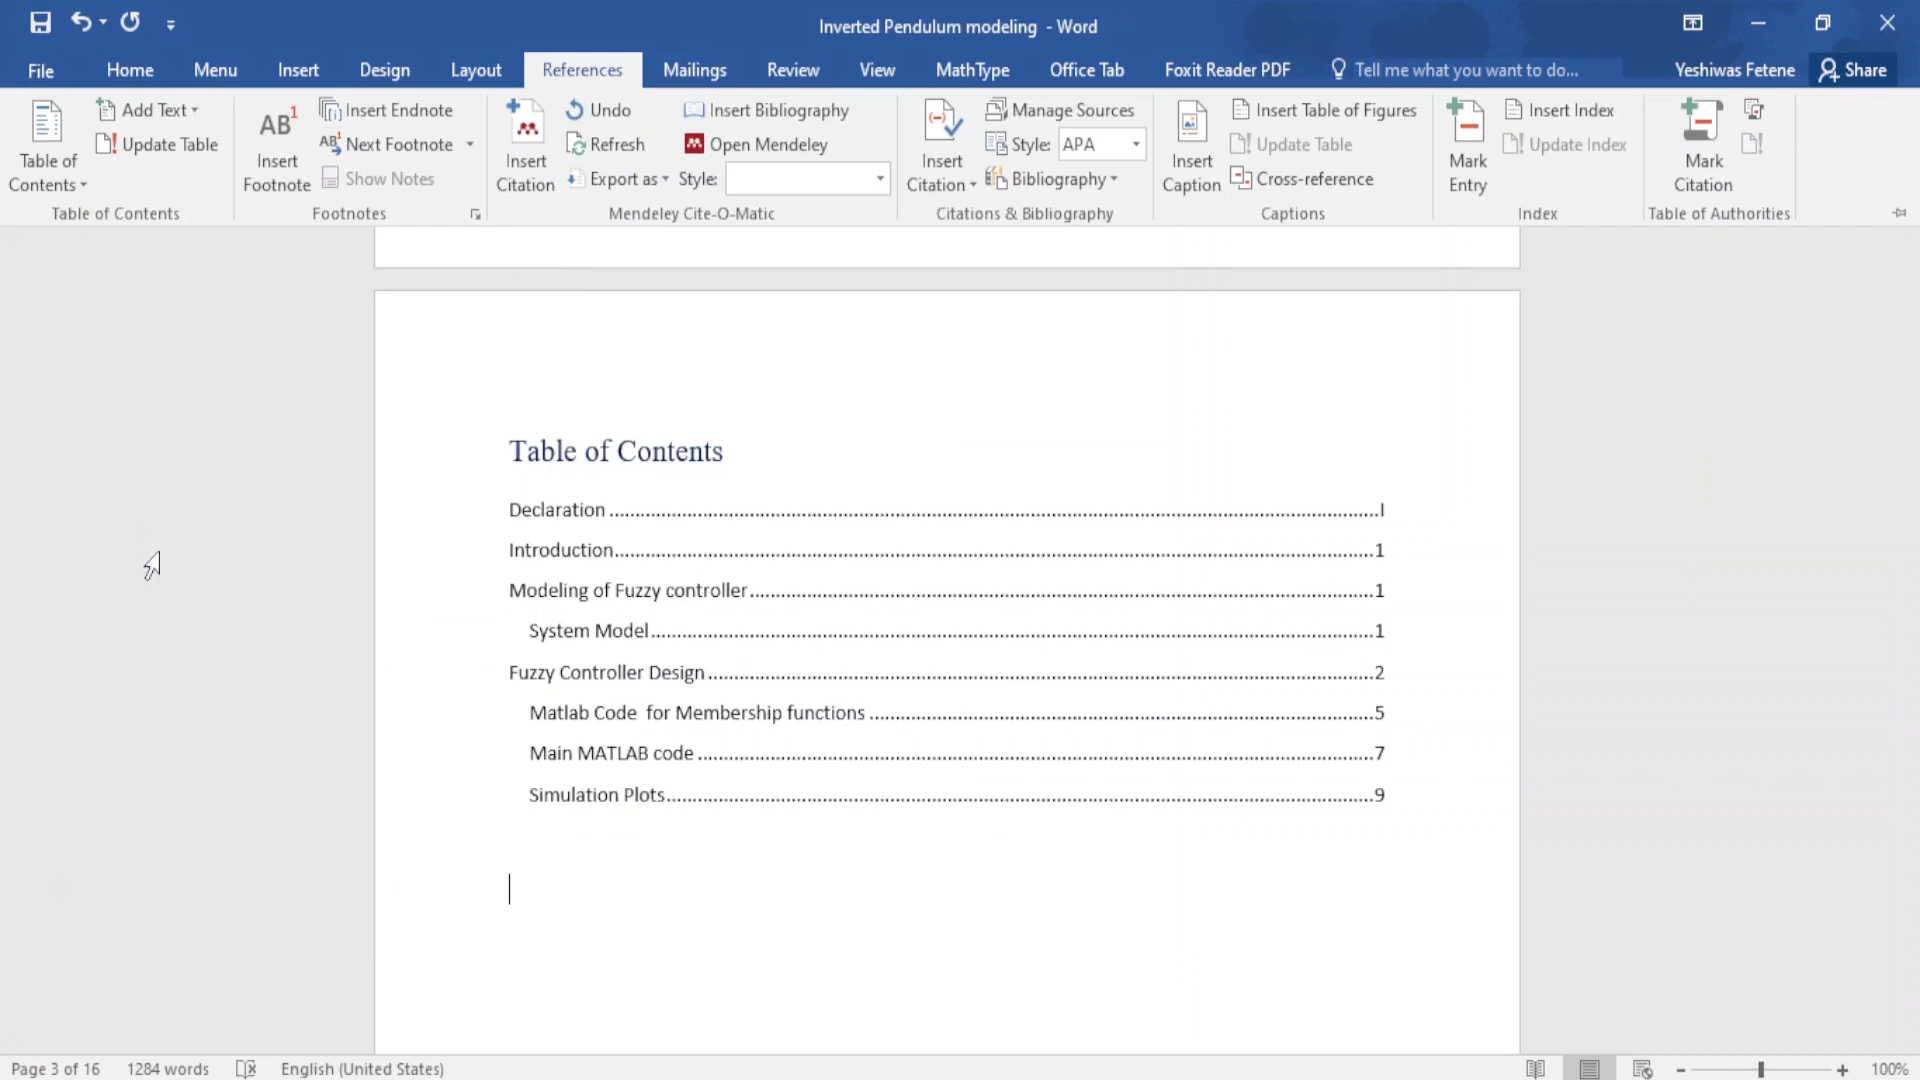 Inverted Pendulum modeling - Word
File Home Menu Insert Design Layout References Mailings Review View MathType Office Tab Foxit Reader PDF Tell me what you want to do... Yeshiwas Fetene Share
Table of Contents
Add Text
Update Table
Table of Contents
AB1
Insert Footnote
Insert Endnote
AB1 Next Footnote
Show Notes
Footnotes
Insert Citation
Undo
Refresh
Export as
Insert Bibliography
Open Mendeley
Style:
Mendeley Cite-O-Matic
Insert Citation
Manage Sources
Style: APA
Bibliography
Citations & Bibliography
Insert Caption
Insert Table of Figures
Update Table
Cross-reference
Captions
Mark Entry
Insert Index
Update Index
Index
Mark Citation
Table of Authorities
Table of Contents
Declaration ........................................ I
Introduction ........................................ 1
Modeling of Fuzzy controller ........................................ 1
System Model ........................................ 1
Fuzzy Controller Design ........................................ 2
Matlab Code for Membership functions ........................................ 5
Main MATLAB code ........................................ 7
Simulation Plots ........................................ 9
Page 3 of 16 1284 words English (United States) 100%